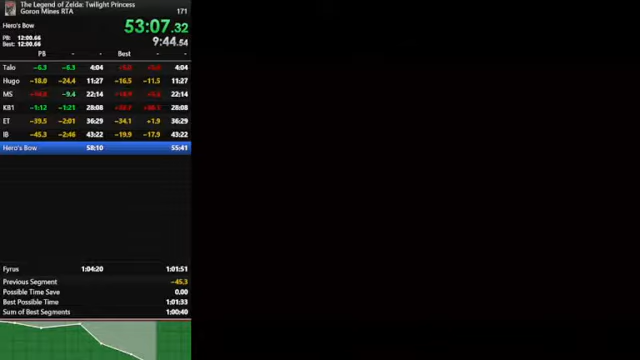 The Legend of Zelda: Twilight Princess
Goron Mines RTA 171
Hero's Bow 53:07.32
PB: 12:00.66
Best: 12:00.66 9:44.54
PB - - Best - -
Talo −6.3 −6.3 4:04 4:04
Hugo −18.0 −24.4 11:27 −16.5 −11.5 11:27
MS −9.4 22:14 22:14
KB1 −1:12 −1:21 28:08 28:08
ET −39.5 −2:01 36:29 −34.1 +1.9 36:29
IB −45.3 −2:46 43:22 −19.9 −17.9 43:22
Hero's Bow 58:10 55:41
Fyrus 1:04:20 1:01:51
Previous Segment −45.3
Possible Time Save 0.00
Best Possible Time 1:01:33
Sum of Best Segments 1:00:40